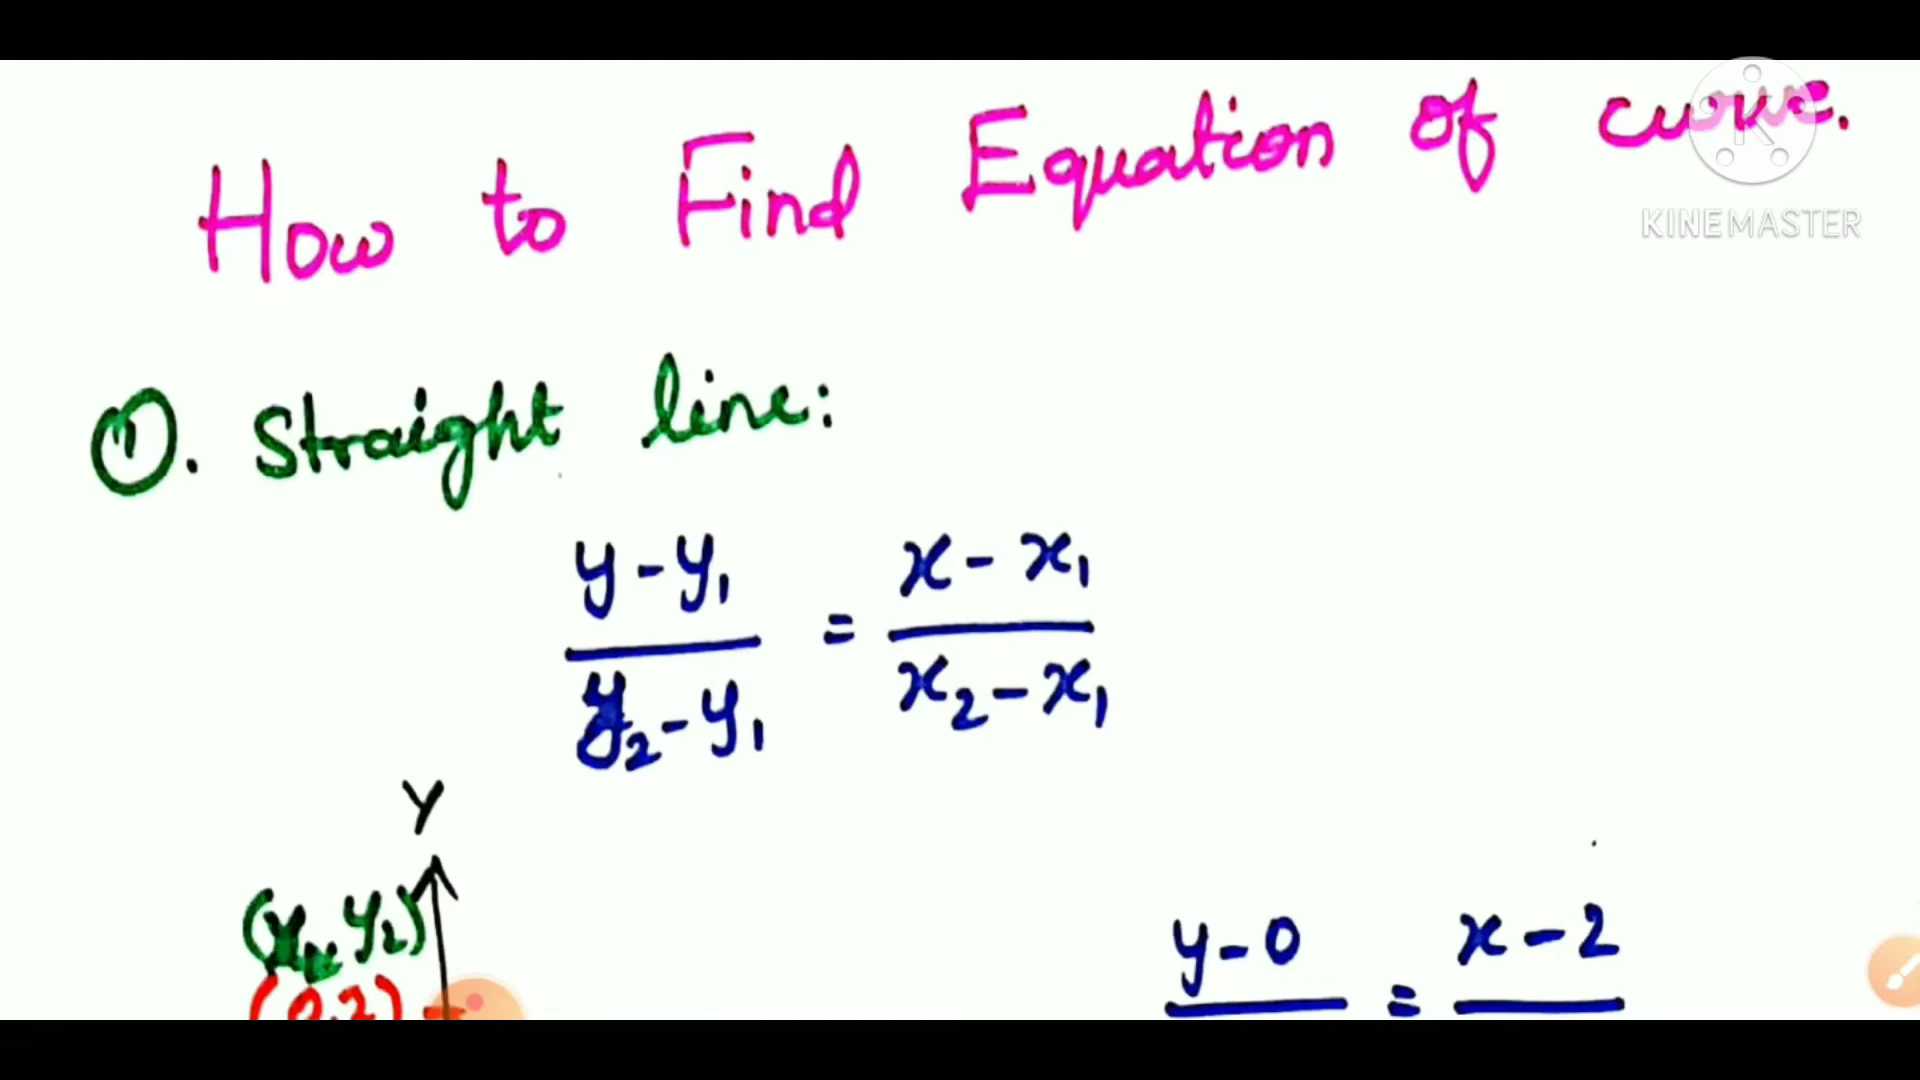 How to Find Equation of curve.
KINEMASTER
①. Straight line:
y-y₁ / y₂-y₁ = x-x₁ / x₂-x₁
Y
(x₂, y₂)
y-0 = x-2